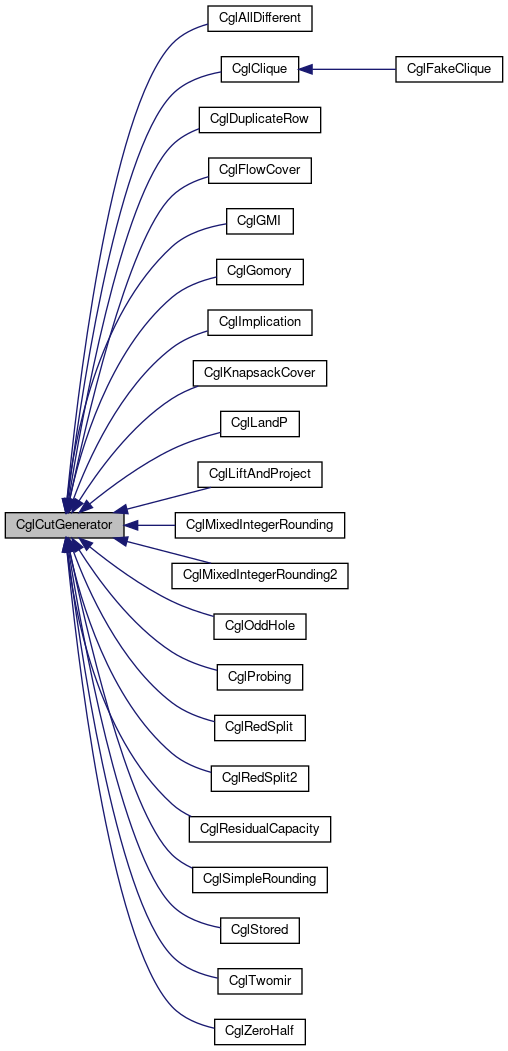 CglAllDifferent
CglClique
CglFakeClique
CglDuplicateRow
CglFlowCover
CglGMI
CglGomory
CglImplication
CglKnapsackCover
CglLandP
CglLiftAndProject
CglCutGenerator
CglMixedIntegerRounding
CglMixedIntegerRounding2
CglOddHole
CglProbing
CglRedSplit
CglRedSplit2
CglResidualCapacity
CglSimpleRounding
CglStored
CglTwomir
CglZeroHalf